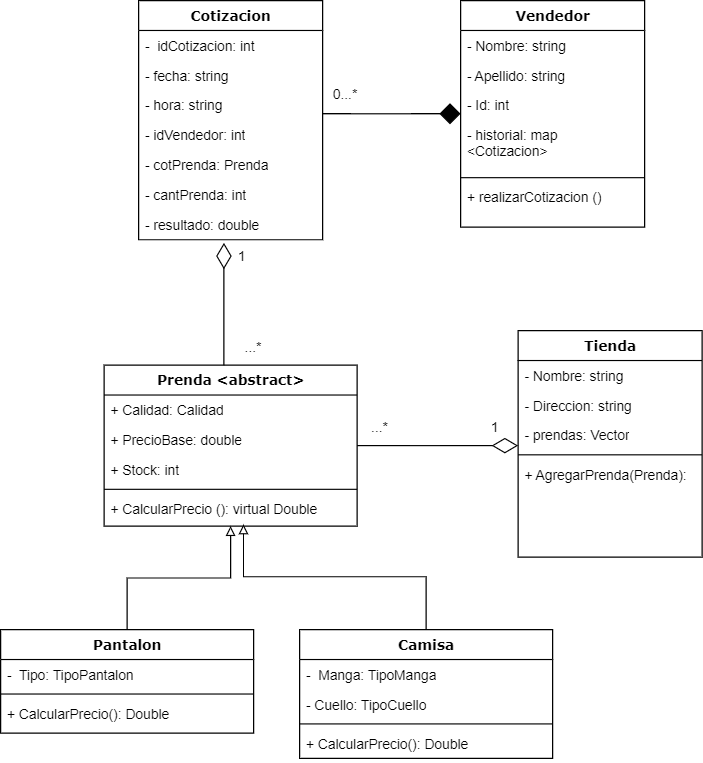 Cotizacion
- idCotizacion: int
- fecha: string
- hora: string
- idVendedor: int
- cotPrenda: Prenda
- cantPrenda: int
- resultado: double
0...*
Vendedor
- Nombre: string
- Apellido: string
- Id: int
- historial: map
<Cotizacion>
+ realizarCotizacion ()
1
...*
Prenda <abstract>
+ Calidad: Calidad
+ PrecioBase: double
+ Stock: int
+ CalcularPrecio (): virtual Double
...*
1
Tienda
- Nombre: string
- Direccion: string
- prendas: Vector
+ AgregarPrenda(Prenda):
Pantalon
- Tipo: TipoPantalon
+ CalcularPrecio(): Double
Camisa
- Manga: TipoManga
- Cuello: TipoCuello
+ CalcularPrecio(): Double